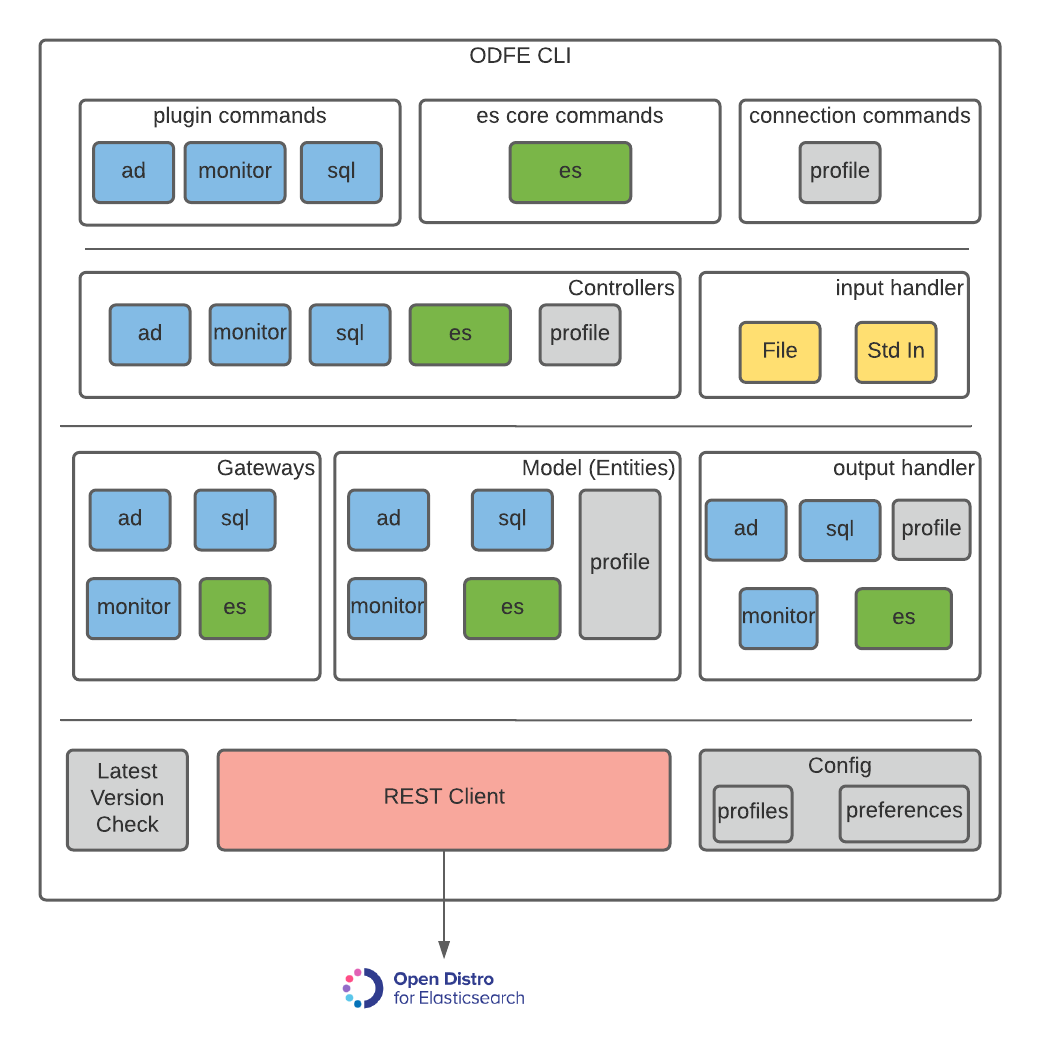 ODFE CLI
plugin commands
ad
monitor
sql
es core commands
es
connection commands
profile
Controllers
ad
monitor
sql
es
profile
input handler
File
Std In
Gateways
ad
sql
monitor
es
Model (Entities)
ad
sql
profile
monitor
es
output handler
ad
sql
profile
monitor
es
Latest
Version
Check
REST Client
Config
profiles
preferences
Open Distro
for Elasticsearch